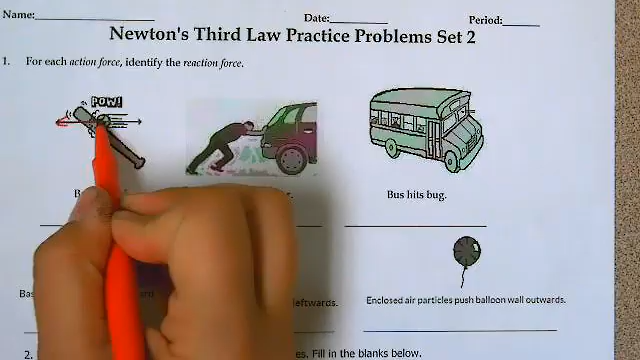 Name:
Date:
Period:
Newton's Third Law Practice Problems Set 2
1. For each action force, identify the reaction force.
POW!
Bus hits bug.
leftwards.
Enclosed air particles push balloon wall outwards.
2.
Fill in the blanks below.